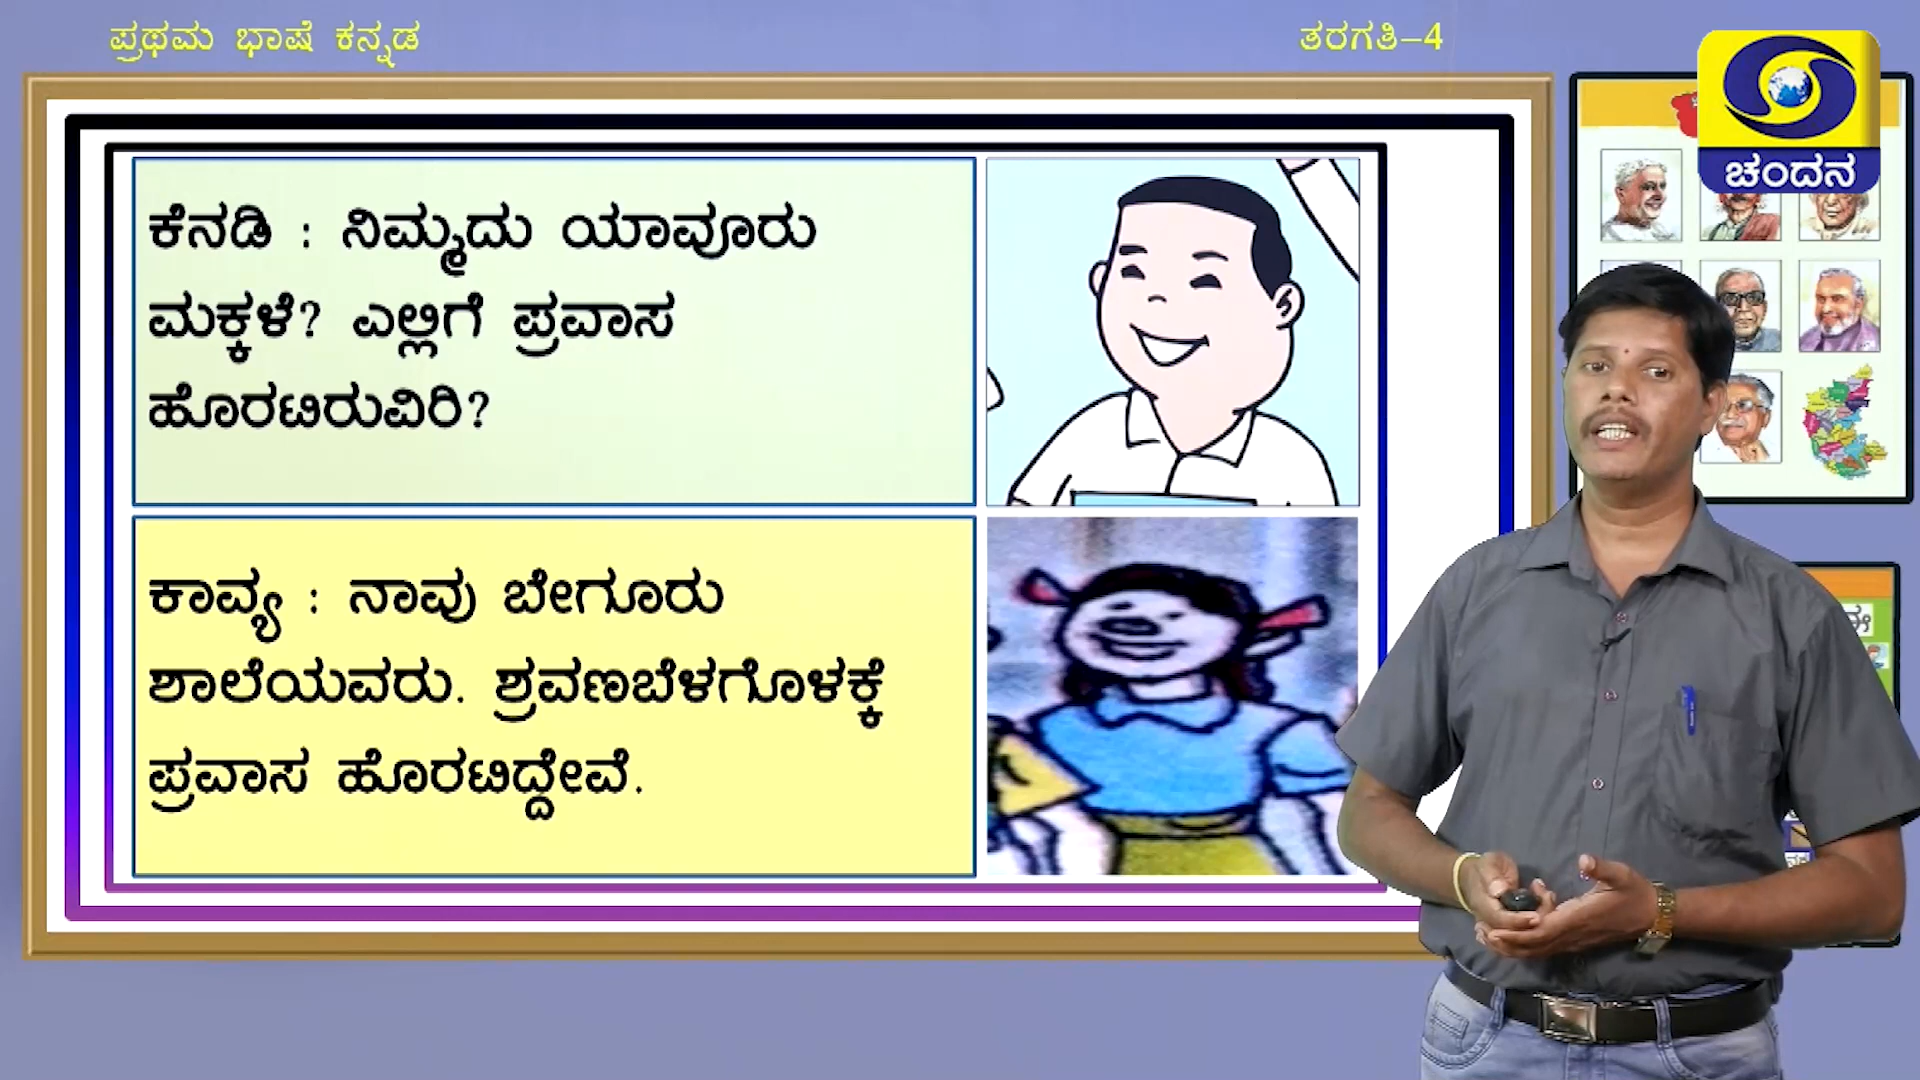 ಪ್ರಥಮ ಭಾಷೆ ಕನ್ನಡ
ತರಗತಿ-4
ಚಂದನ
ಕೆನಡಿ : ನಿಮ್ಮದು ಯಾವೂರು
ಮಕ್ಕಳೆ? ಎಲ್ಲಿಗೆ ಪ್ರವಾಸ
ಹೊರಟಿರುವಿರಿ?
ಕಾವ್ಯ : ನಾವು ಬೇಗೂರು
ಶಾಲೆಯವರು. ಶ್ರವಣಬೆಳಗೊಳಕ್ಕೆ
ಪ್ರವಾಸ ಹೊರಟಿದ್ದೇವೆ.